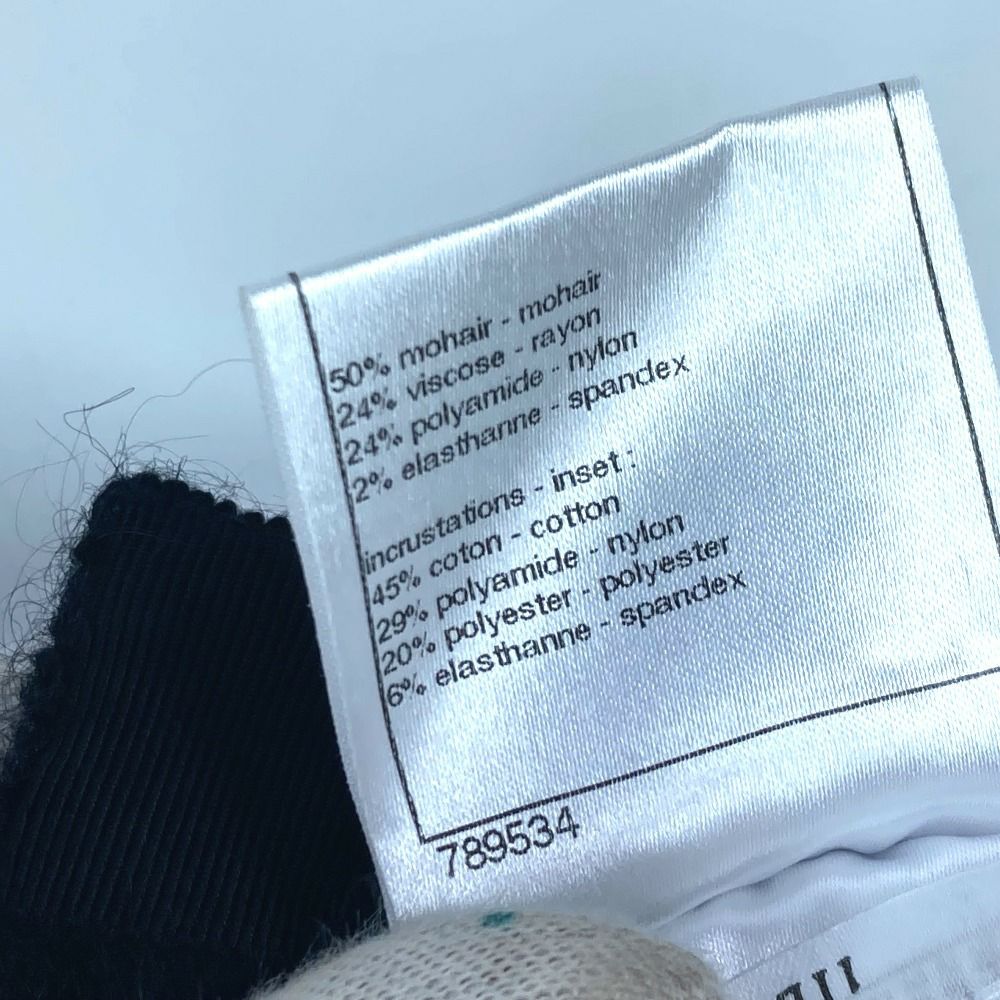 50% mohair - mohair
24% viscose - rayon
24% polyamide - nylon
2% elasthanne - spandex
incrustations - inset :
45% coton - cotton
29% polyamide - nylon
20% polyester - polyester
6% elasthanne - spandex
789534